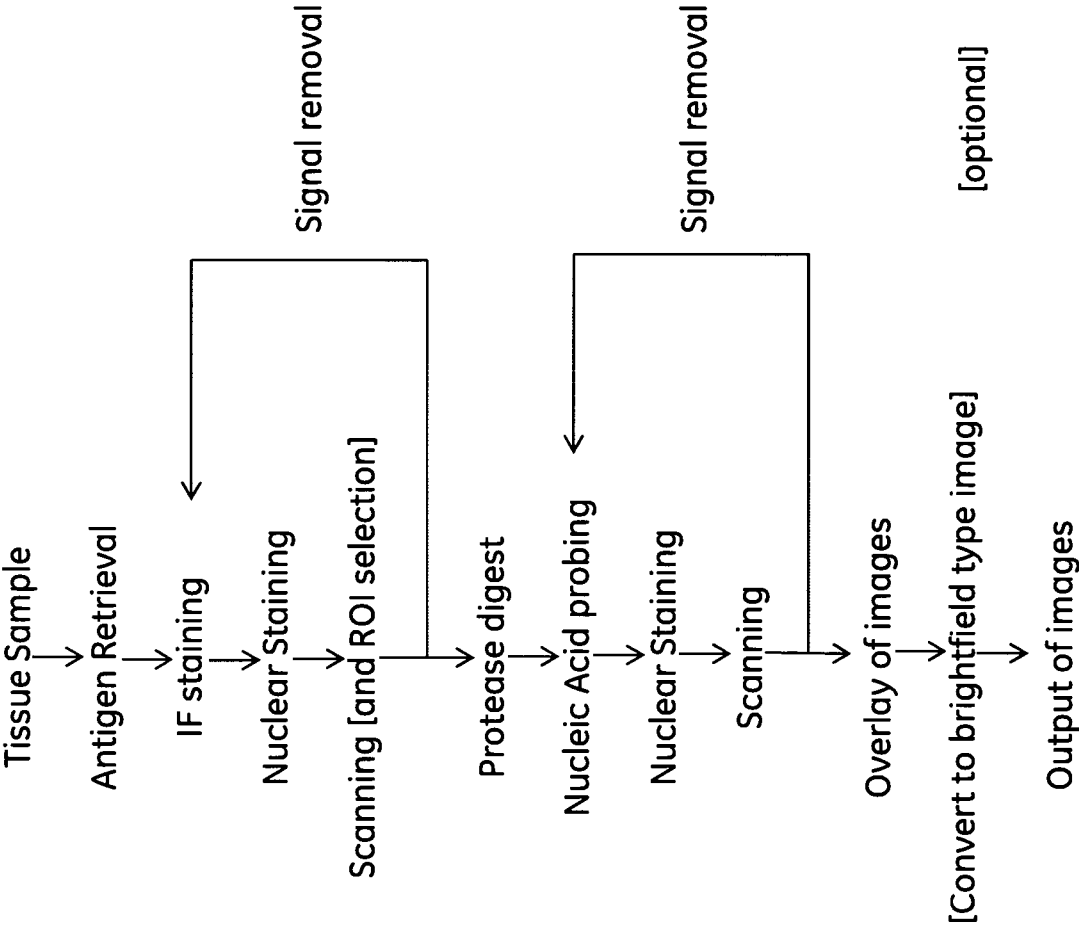 Tissue Sample
Antigen Retrieval
IF staining
Nuclear Staining
Scanning [and ROI selection]
Signal removal
Protease digest
Nucleic Acid probing
Nuclear Staining
Scanning
Signal removal
Overlay of images
[Convert to brightfield type image]
[optional]
Output of images